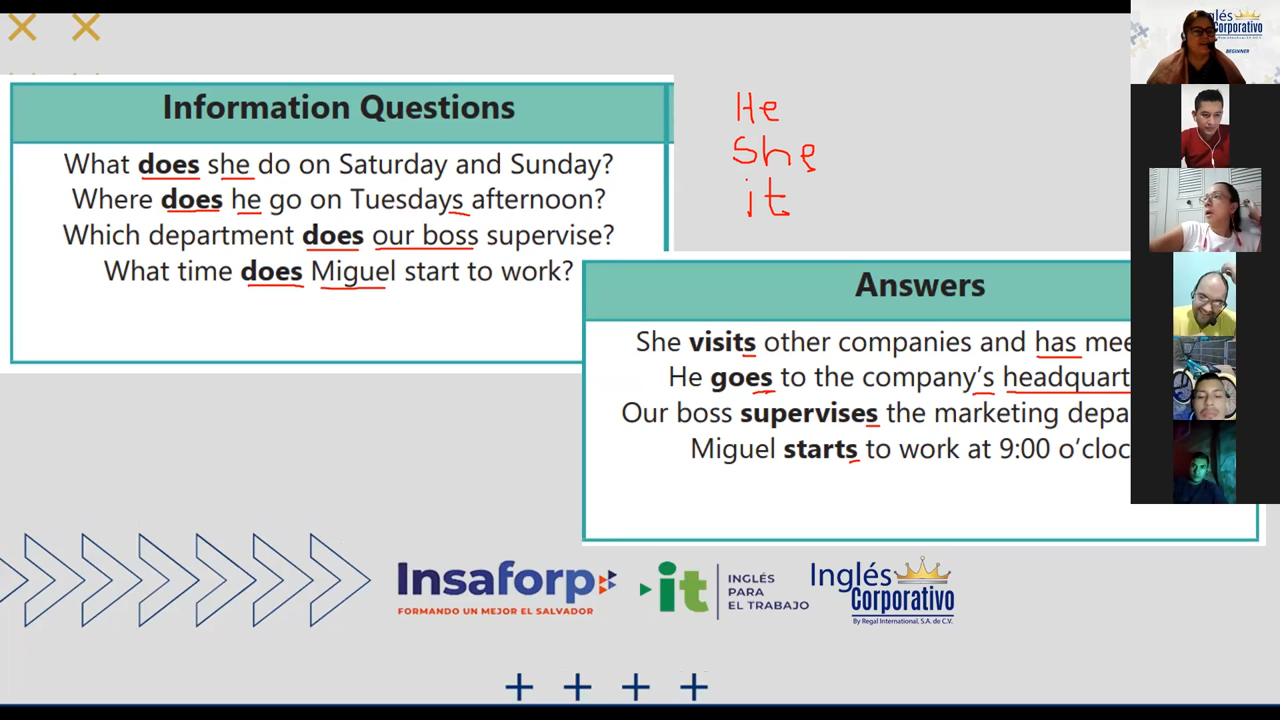 Information Questions
What does she do on Saturday and Sunday?
Where does he go on Tuesdays afternoon?
Which department does our boss supervise?
What time does Miguel start to work?
He
She
it
Answers
She visits other companies and has mee
He goes to the company's headquart
Our boss supervises the marketing depa
Miguel starts to work at 9:00 o'cloc
Insaforp
FORMANDO UN MEJOR EL SALVADOR
it
INGLÉS
PARA
EL TRABAJO
Inglés
Corporativo
By Regal International, S.A. de C.V.
Inglés
Corporativo
BEGINNER